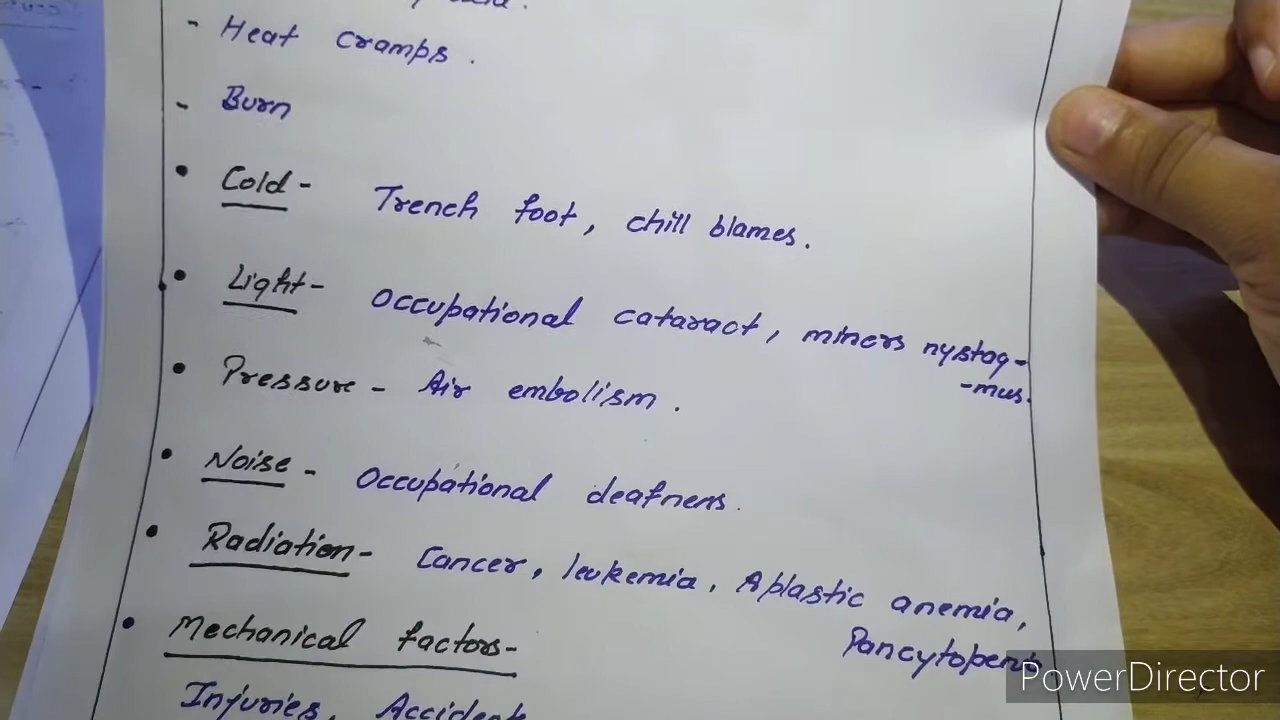 - Heat cramps.
- Burn
• Cold - Trench foot, chill blames.
• Light - Occupational cataract, miners nystag-
-mus.
• Pressure - Air embolism.
• Noise - Occupational deafness.
• Radiation - Cancer, leukemia, Aplastic anemia,
Pancytopenia
• Mechanical factors-
Injuries, Accident
PowerDirector